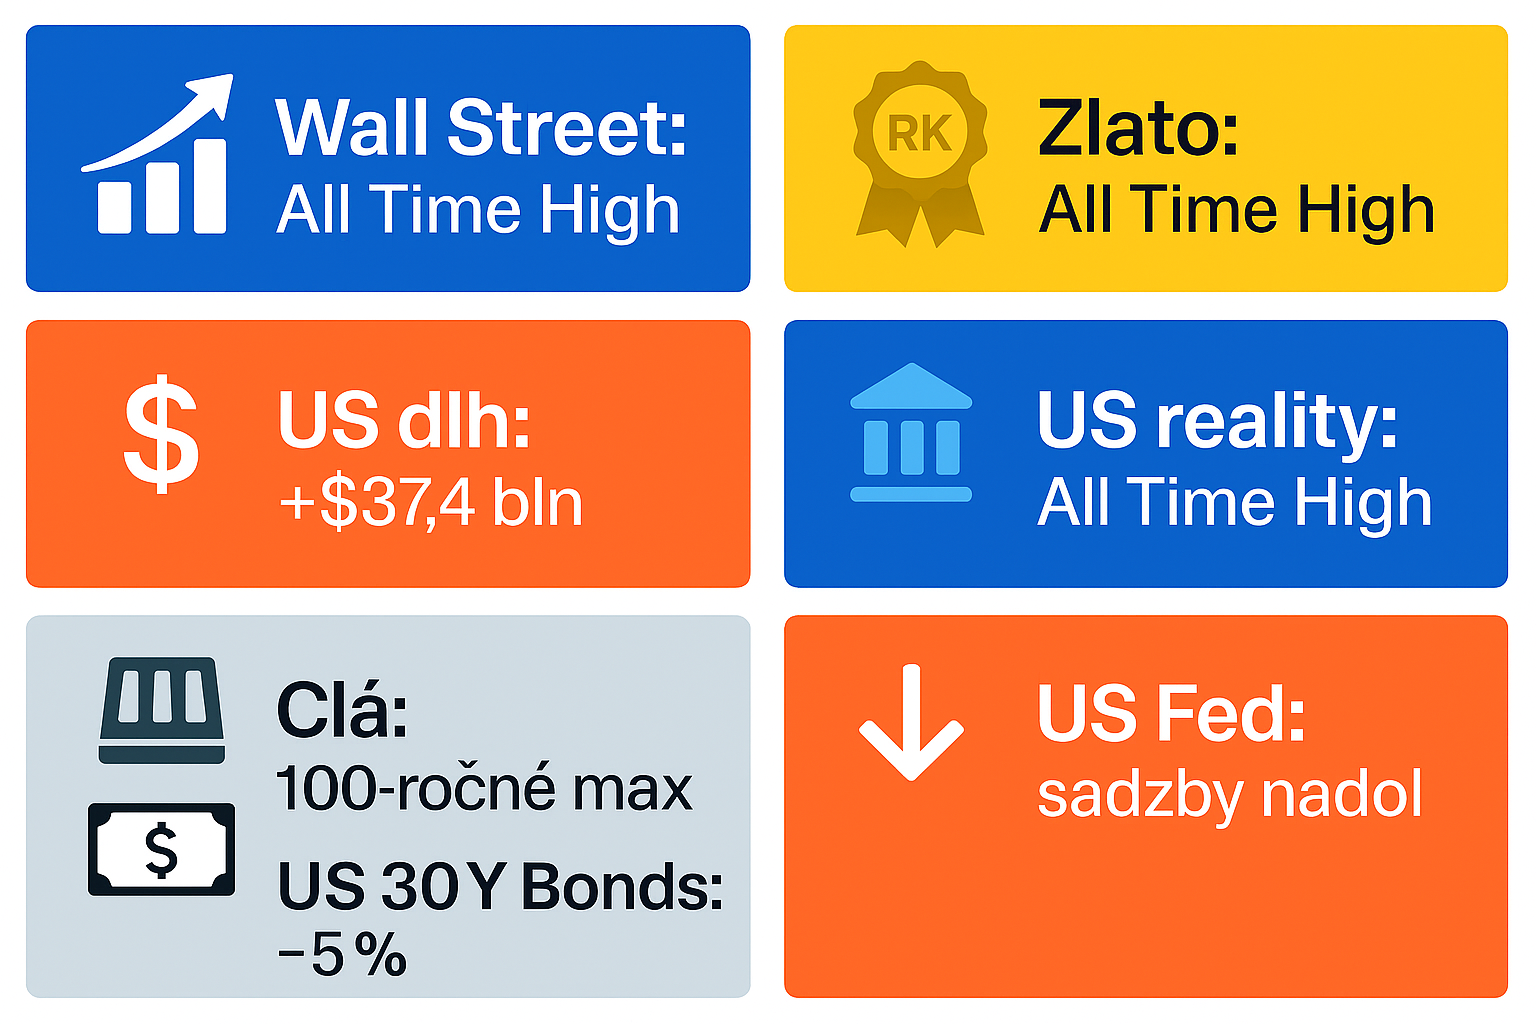 Wall Street:
All Time High
RK
Zlato:
All Time High
$
US dlh:
+$37,4 bln
US reality:
All Time High
Clá:
100-ročné max
$
US 30Y Bonds:
–5 %
US Fed:
sadzby nadol